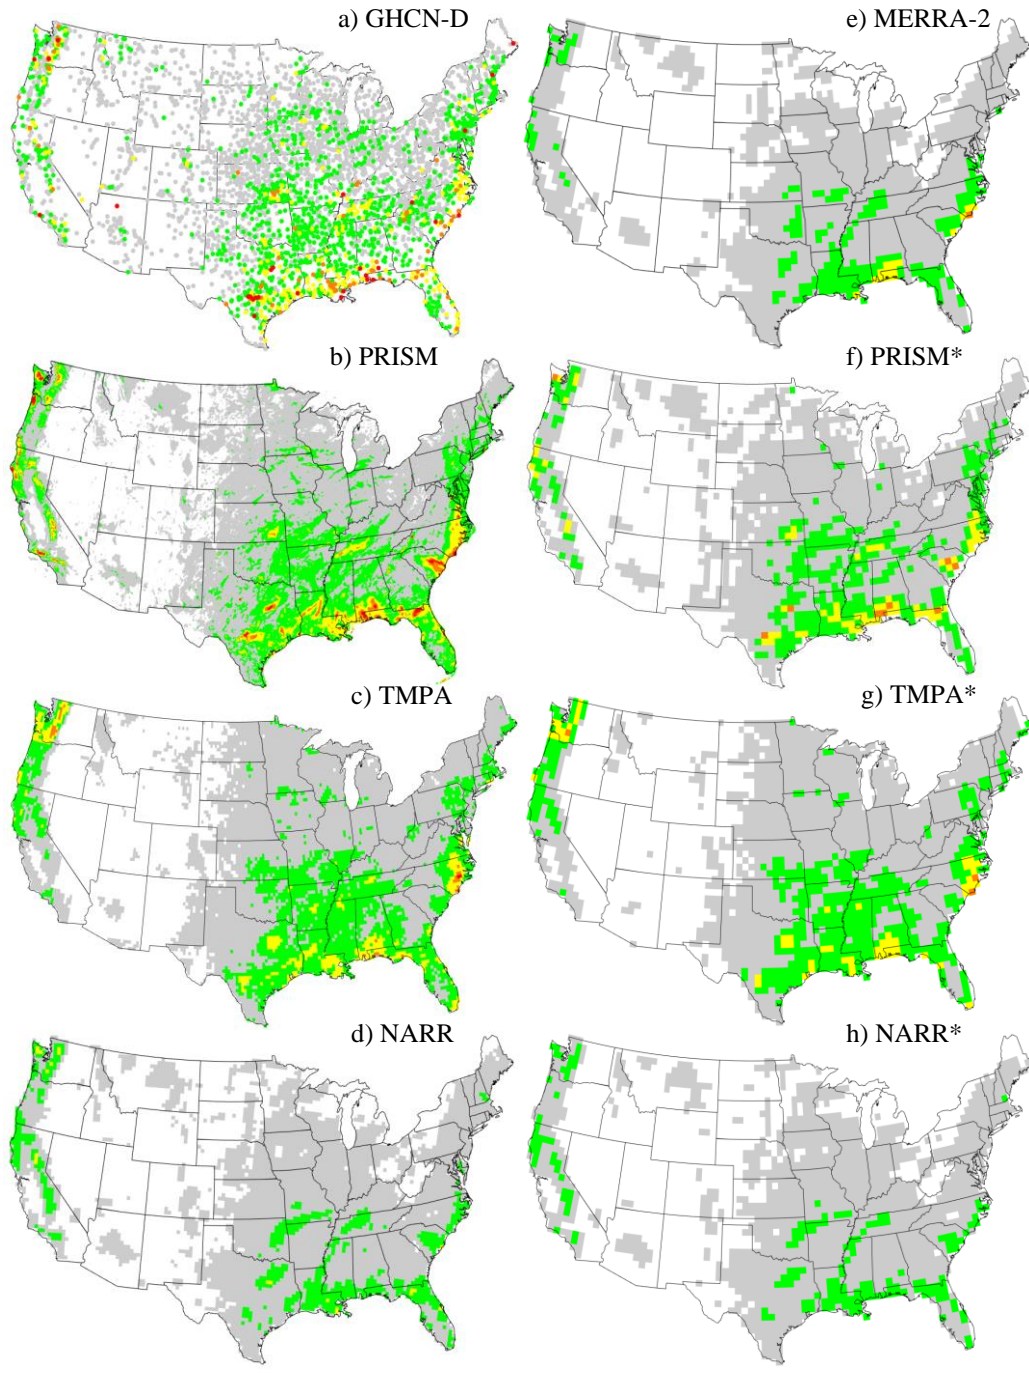 a) GHCN-D
e) MERRA-2
b) PRISM
f) PRISM*
c) TMPA
g) TMPA*
d) NARR
h) NARR*